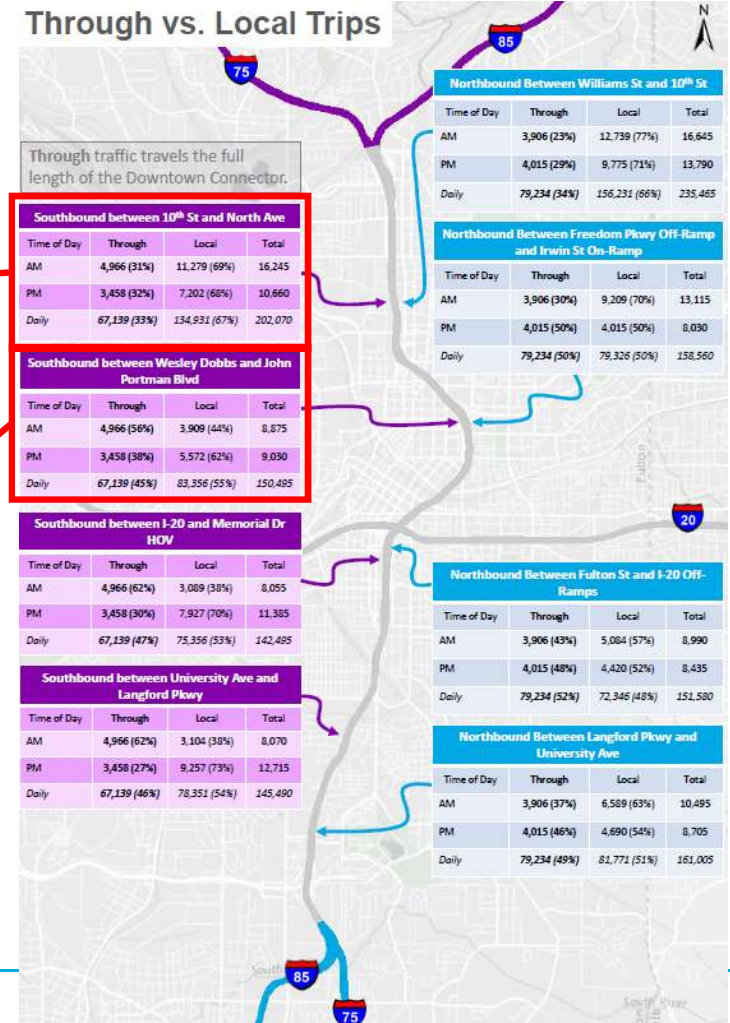 Through vs. Local Trips
N
85
75
Through traffic travels the full
length of the Downtown Connector.
Southbound between 10th St and North Ave
Time of Day Through Local Total
AM 4,966 (31%) 11,279 (69%) 16,245
PM 3,458 (32%) 7,202 (68%) 10,660
Daily 67,139 (33%) 134,931 (67%) 202,070
Southbound between Wesley Dobbs and John
Portman Blvd
Time of Day Through Local Total
AM 4,966 (56%) 3,909 (44%) 8,875
PM 3,458 (38%) 5,572 (62%) 9,030
Daily 67,139 (45%) 83,356 (55%) 150,495
Southbound between I-20 and Memorial Dr
HOV
Time of Day Through Local Total
AM 4,966 (62%) 3,089 (38%) 8,055
PM 3,458 (30%) 7,927 (70%) 11,385
Daily 67,139 (47%) 75,356 (53%) 142,495
Southbound between University Ave and
Langford Pkwy
Time of Day Through Local Total
AM 4,966 (62%) 3,104 (38%) 8,070
PM 3,458 (27%) 9,257 (73%) 12,715
Daily 67,139 (46%) 78,351 (54%) 145,490
Northbound Between Williams St and 10th St
Time of Day Through Local Total
AM 3,906 (23%) 12,739 (77%) 16,645
PM 4,015 (29%) 9,775 (71%) 13,790
Daily 79,234 (34%) 156,231 (66%) 235,465
Northbound Between Freedom Pkwy Off-Ramp
and Irwin St On-Ramp
Time of Day Through Local Total
AM 3,906 (30%) 9,209 (70%) 13,115
PM 4,015 (50%) 4,015 (50%) 8,030
Daily 79,234 (50%) 79,326 (50%) 158,560
Fulton
20
Northbound Between Fulton St and I-20 Off-
Ramps
Time of Day Through Local Total
AM 3,906 (43%) 5,084 (57%) 8,990
PM 4,015 (48%) 4,420 (52%) 8,435
Daily 79,234 (52%) 72,346 (48%) 151,580
Northbound Between Langford Pkwy and
University Ave
Time of Day Through Local Total
AM 3,906 (37%) 6,589 (63%) 10,495
PM 4,015 (46%) 4,690 (54%) 8,705
Daily 79,234 (49%) 81,771 (51%) 161,005
South
85
75
South River